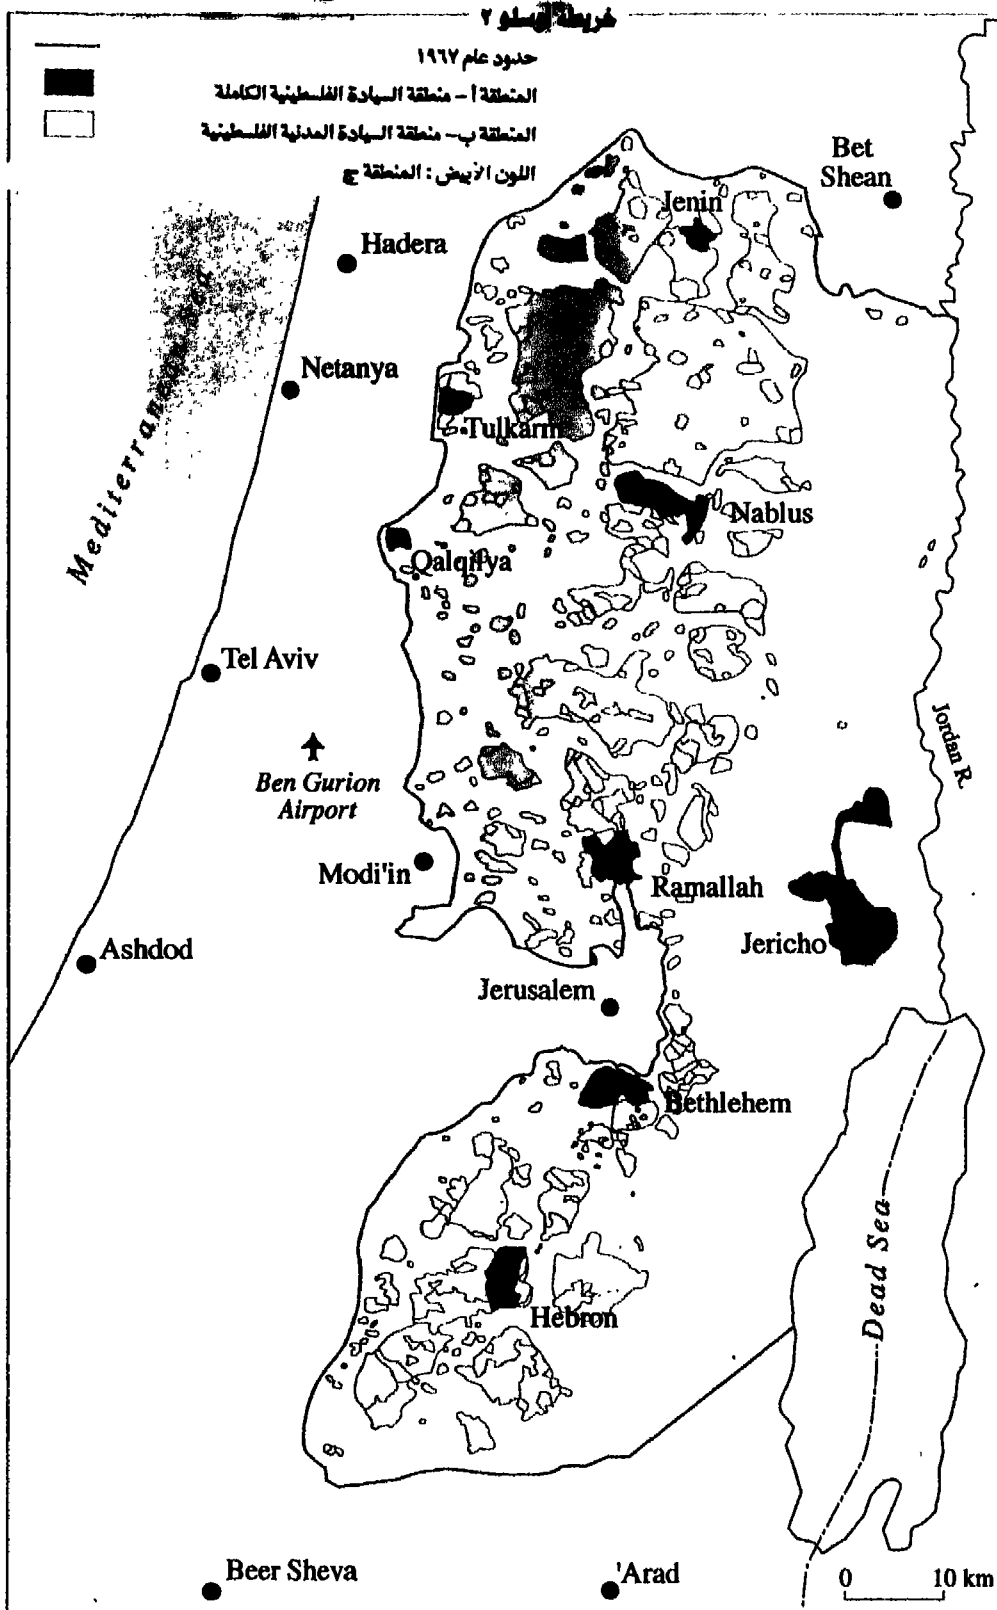 خريطة أوسلو ٢
حدود عام ١٩٦٧
المنطقة أ – منطقة السيادة الفلسطينية الكاملة
المنطقة ب – منطقة السيادة المدنية الفلسطينية
اللون الأبيض : المنطقة ج
Bet
Shean
Jenin
Hadera
Mediterranean Sea
Netanya
Tulkarm
Nablus
Qalqilya
Tel Aviv
Jordan R.
Ben Gurion
Airport
Modi'in
Ramallah
Jericho
Ashdod
Jerusalem
Bethlehem
Dead Sea
Hebron
Beer Sheva
'Arad
0 10 km